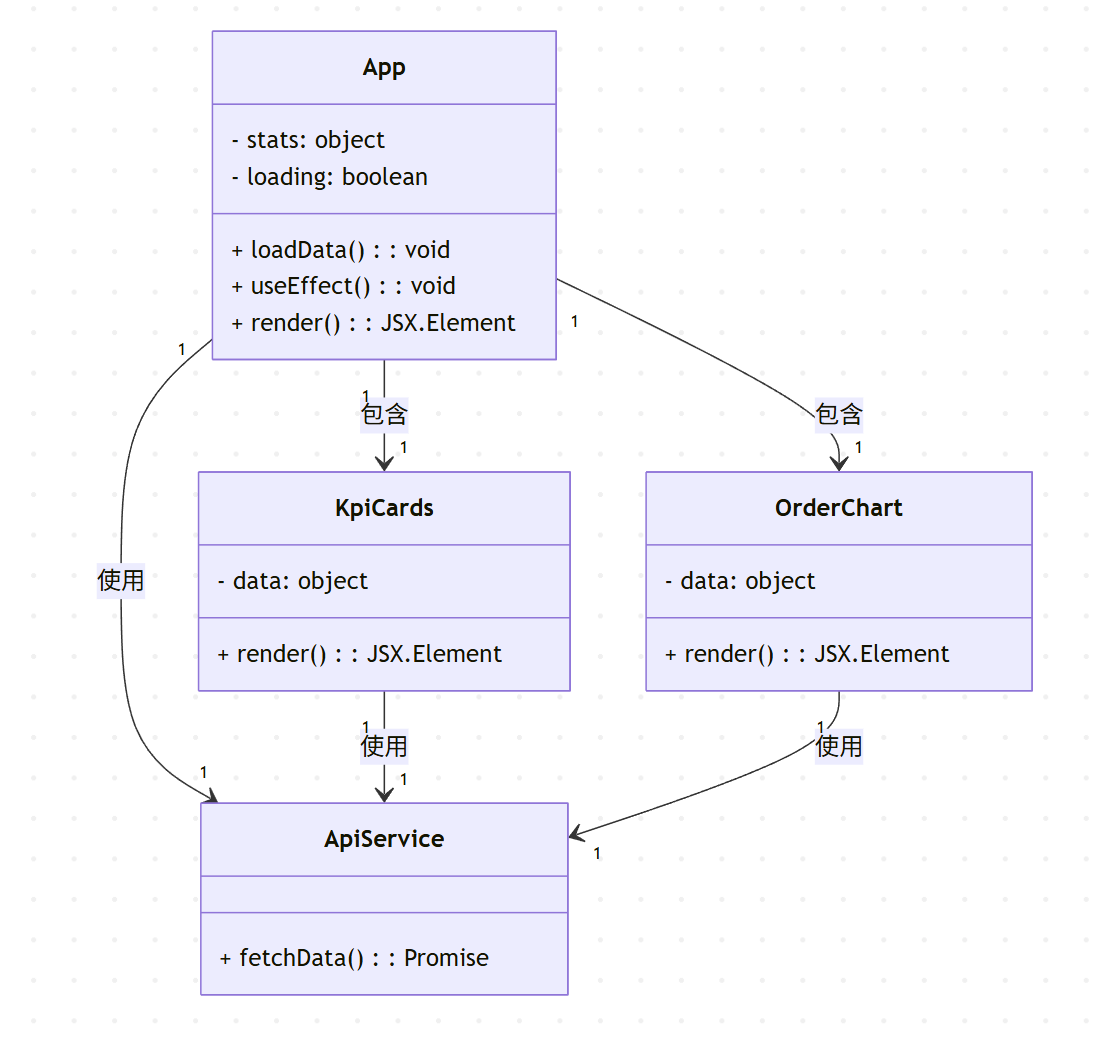 App
- stats: object
- loading: boolean
+ loadData() : : void
+ useEffect() : : void
+ render() : : JSX.Element
1
1
1
包含
1
包含
1
KpiCards
- data: object
+ render() : : JSX.Element
OrderChart
- data: object
+ render() : : JSX.Element
使用
1
使用
1
1
使用
1
1
ApiService
+ fetchData() : : Promise